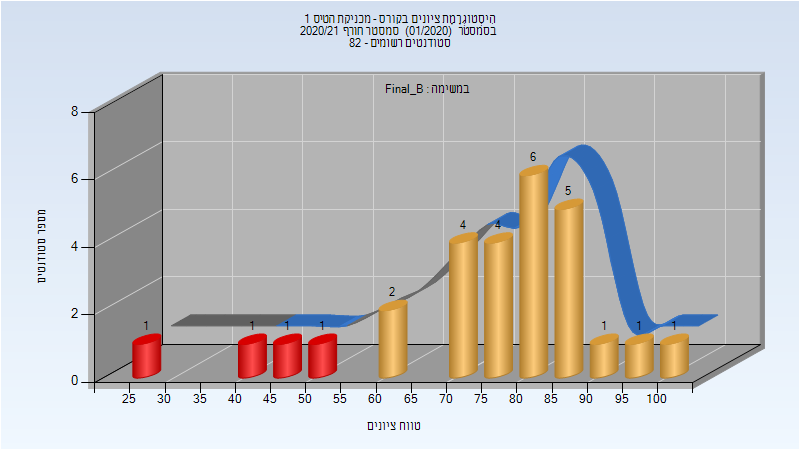 היסטוגרמת ציונים בקורס - מכניקת הטיס 1
בסמסטר (01/2020) סמסטר חורף 2020/21
סטודנטים רשומים - 82
במשימה : Final_B
מספר סטודנטים
8
6
4
2
0
1
1
1
1
2
4
4
6
5
1
1
1
25 30 35 40 45 50 55 60 65 70 75 80 85 90 95 100
טווח ציונים